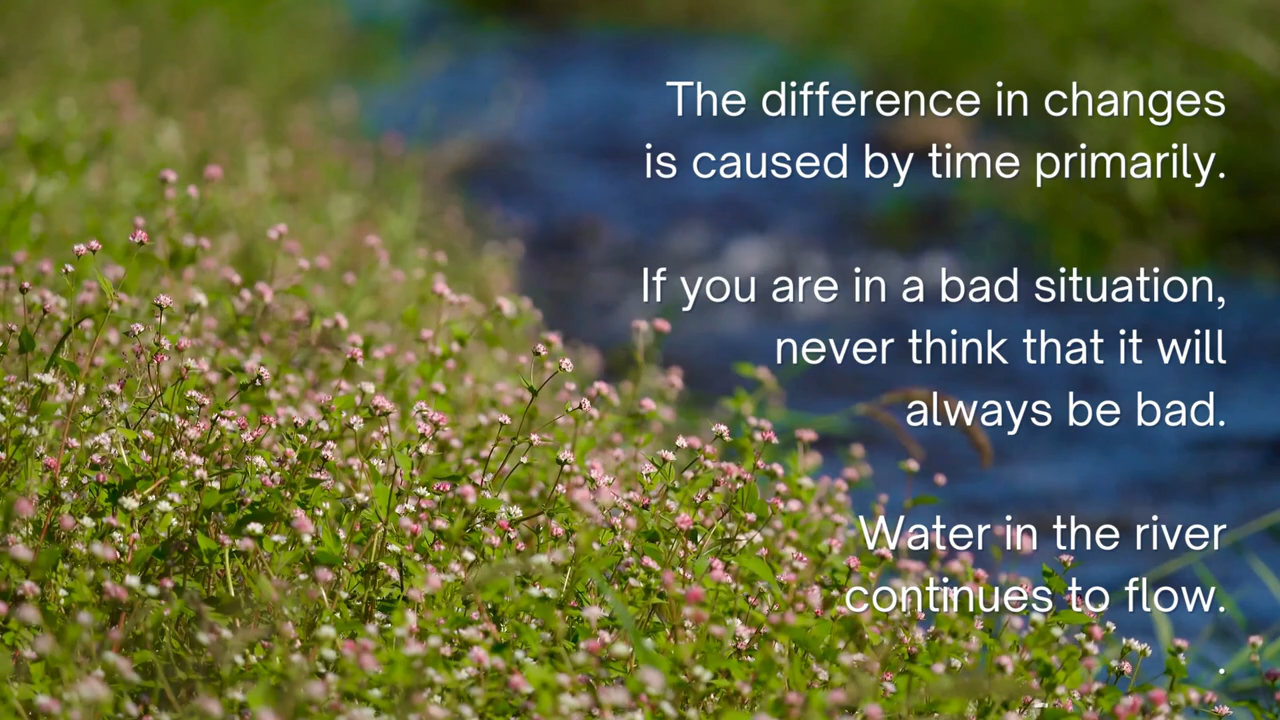 The difference in changes
is caused by time primarily.
If you are in a bad situation,
never think that it will
always be bad.
Water in the river
continues to flow.
.